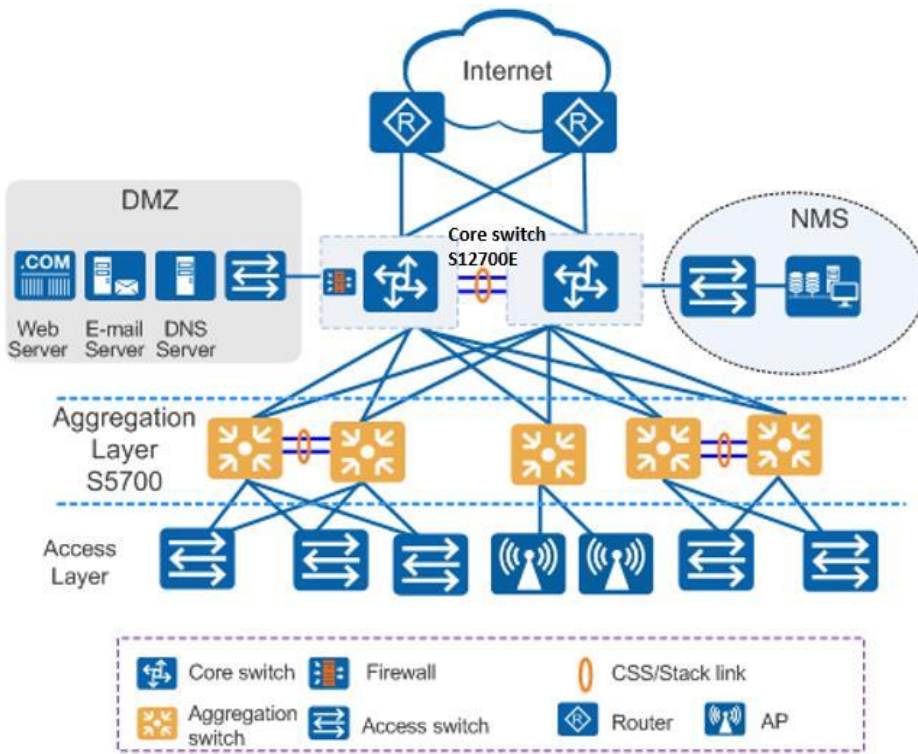 Internet
R
R
DMZ
.COM
Web
Server
E-mail
Server
DNS
Server
Core switch
S12700E
NMS
Aggregation
Layer
S5700
Access
Layer
Core switch
Firewall
CSS/Stack link
Aggregation
switch
Access switch
R
Router
AP